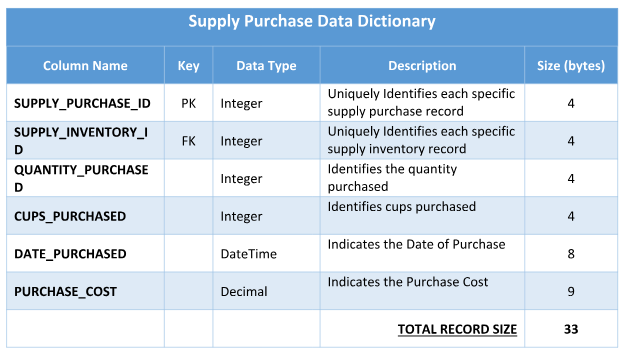 Supply Purchase Data Dictionary
Column Name Key Data Type Description Size (bytes)
SUPPLY_PURCHASE_ID PK Integer Uniquely Identifies each specific
supply purchase record 4
SUPPLY_INVENTORY_I
D FK Integer Uniquely Identifies each specific
supply inventory record 4
QUANTITY_PURCHASE
D Integer Identifies the quantity
purchased 4
CUPS_PURCHASED Integer Identifies cups purchased 4
DATE_PURCHASED DateTime Indicates the Date of Purchase 8
PURCHASE_COST Decimal Indicates the Purchase Cost 9
TOTAL RECORD SIZE 33